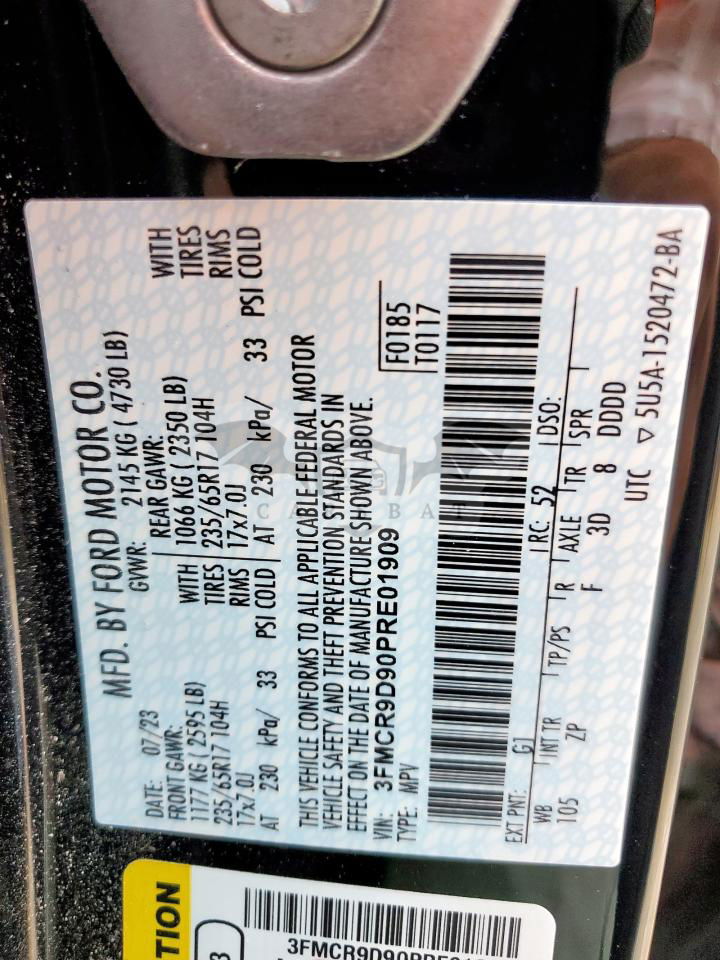 MFD. BY FORD MOTOR CO.
DATE: 07/23 GVWR: 2145 KG ( 4730 LB)
FRONT GAWR: REAR GAWR:
1177 KG ( 2595 LB) WITH 1066 KG ( 2350 LB) WITH
235/65R17 104H TIRES 235/65R17 104H TIRES
17x7.0J RIMS 17x7.0J RIMS
AT 230 kPa/ 33 PSI COLD AT 230 kPa/ 33 PSI COLD
THIS VEHICLE CONFORMS TO ALL APPLICABLE FEDERAL MOTOR
VEHICLE SAFETY AND THEFT PREVENTION STANDARDS IN
EFFECT ON THE DATE OF MANUFACTURE SHOWN ABOVE.
VIN: 3FMCR9D90PRE01909 F0185
TYPE: MPV T0117
EXT PNT: G1 RC: 52 DSO:
WB INT TR TP/PS R AXLE TR SPR
105 ZP F 3D 8 DDDD
UTC ▽ 5U5A-1520472-BA
CARBAT
TION
3FMCR9D90PRE01